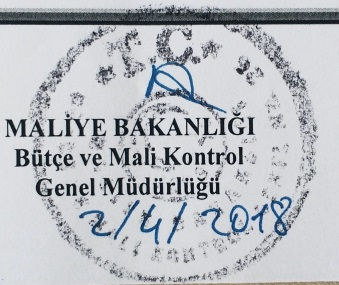 T.C.
MALİYE BAKANLIĞI
Bütçe ve Mali Kontrol
Genel Müdürlüğü
2/4/2018